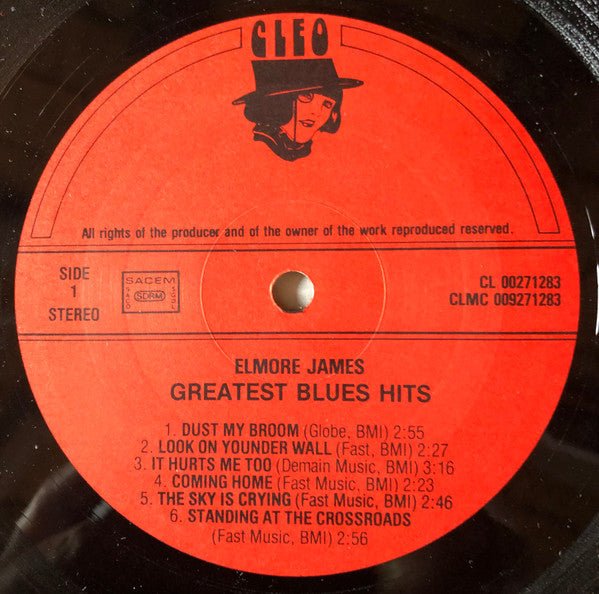 CLEO
All rights of the producer and of the owner of the work reproduced reserved.
SIDE
1
STEREO
SACEM
SACD
SDRM
SGDL
CL 00271283
CLMC 009271283
ELMORE JAMES
GREATEST BLUES HITS
1. DUST MY BROOM (Globe, BMI) 2:55
2. LOOK ON YOUNDER WALL (Fast, BMI) 2:27
3. IT HURTS ME TOO (Demain Music, BMI) 3:16
4. COMING HOME (Fast Music, BMI) 2:23
5. THE SKY IS CRYING (Fast Music, BMI) 2:46
6. STANDING AT THE CROSSROADS
(Fast Music, BMI) 2:56